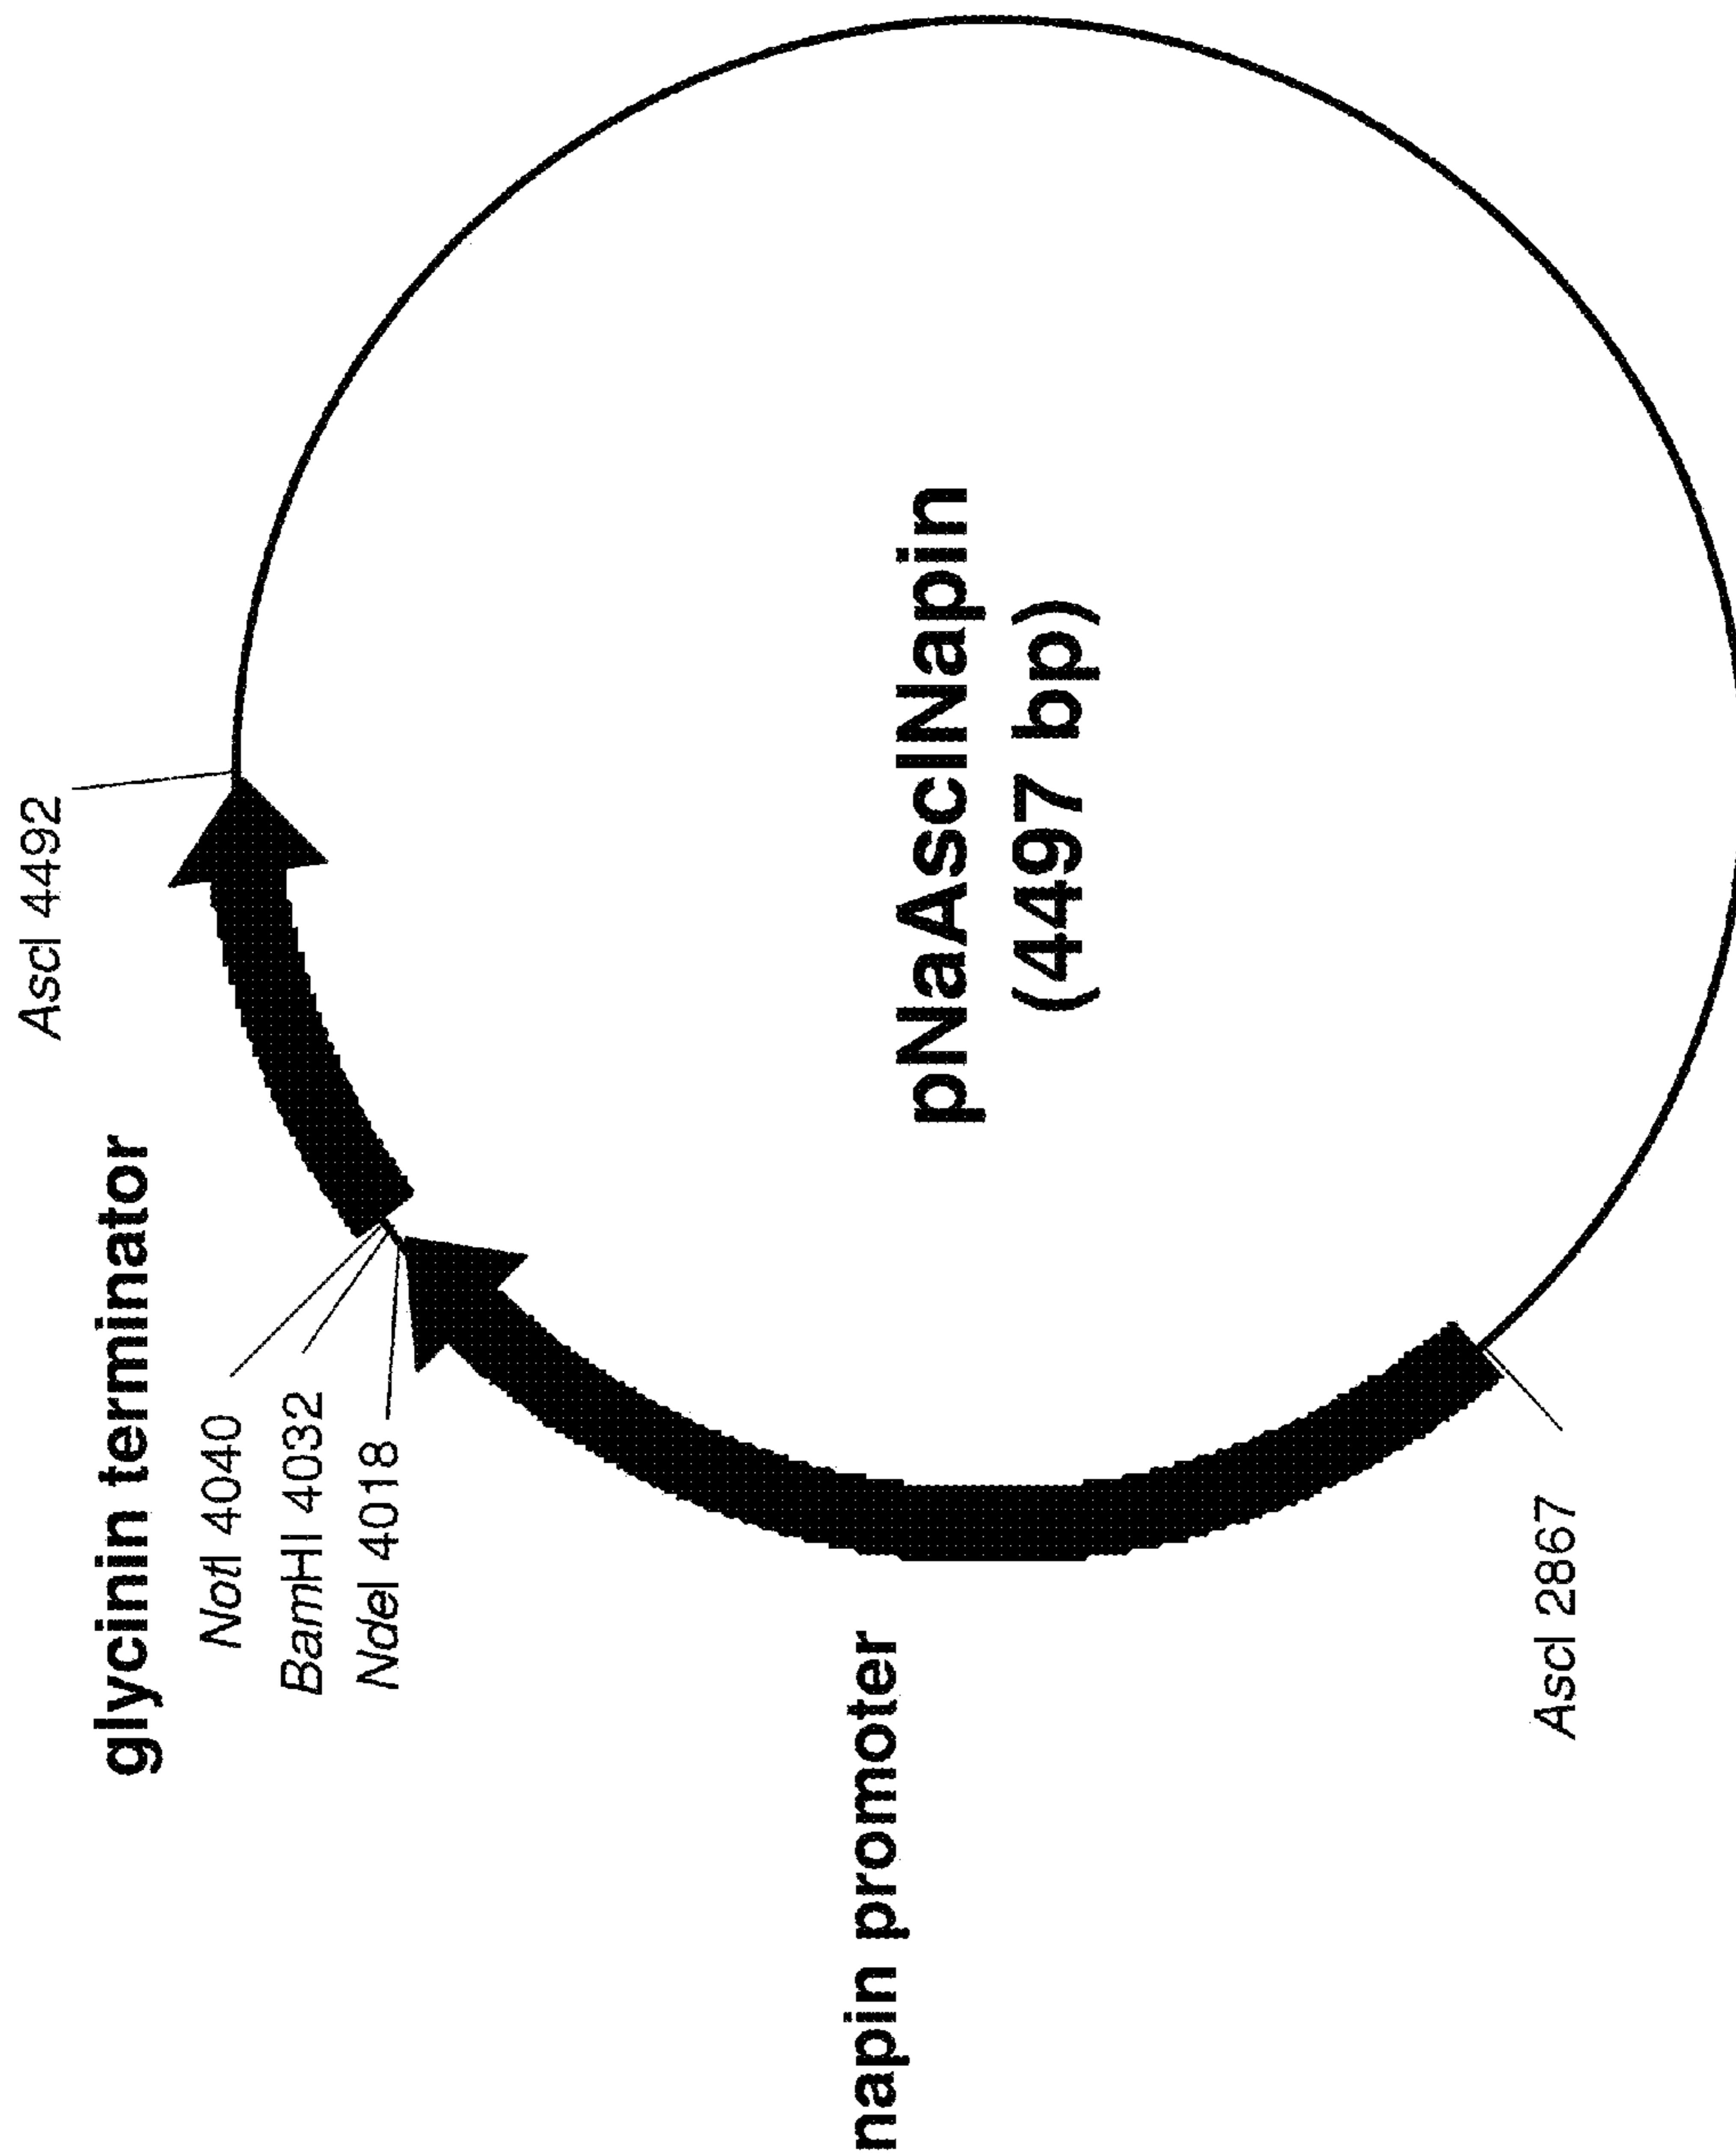 AscI 4492
glycinin terminator
NotI 4040
BamHI 4032
NdeI 4018
napin promoter
pNaAscINapin
(4497 bp)
AscI 2867